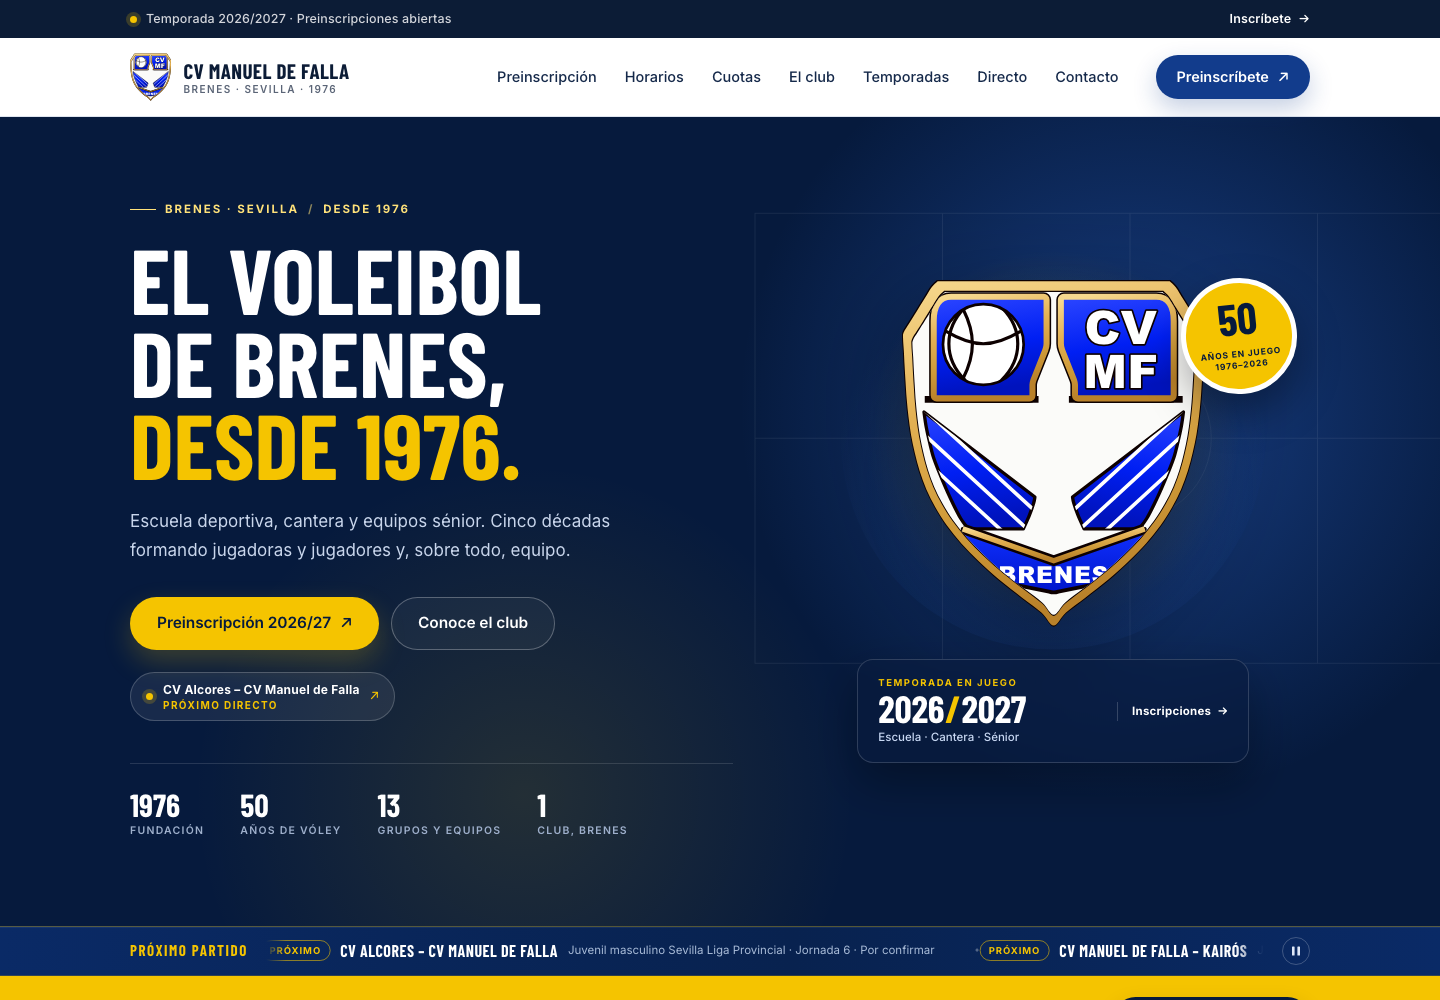 Temporada 2026/2027 · Preinscripciones abiertas
Inscríbete →
CV MF
CV MANUEL DE FALLA
BRENES · SEVILLA · 1976
Preinscripción
Horarios
Cuotas
El club
Temporadas
Directo
Contacto
Preinscríbete ↗
BRENES · SEVILLA / DESDE 1976
EL VOLEIBOL
DE BRENES,
DESDE 1976.
Escuela deportiva, cantera y equipos sénior. Cinco décadas
formando jugadoras y jugadores y, sobre todo, equipo.
Preinscripción 2026/27 ↗
Conoce el club
CV Alcores – CV Manuel de Falla ↗
PRÓXIMO DIRECTO
1976
FUNDACIÓN
50
AÑOS DE VÓLEY
13
GRUPOS Y EQUIPOS
1
CLUB, BRENES
CV
MF
BRENES
50
AÑOS EN JUEGO
1976–2026
TEMPORADA EN JUEGO
2026/2027
Escuela · Cantera · Sénior
Inscripciones →
PRÓXIMO PARTIDO
PRÓXIMO
CV ALCORES – CV MANUEL DE FALLA
Juvenil masculino Sevilla Liga Provincial · Jornada 6 · Por confirmar
PRÓXIMO
CV MANUEL DE FALLA – KAIRÓS